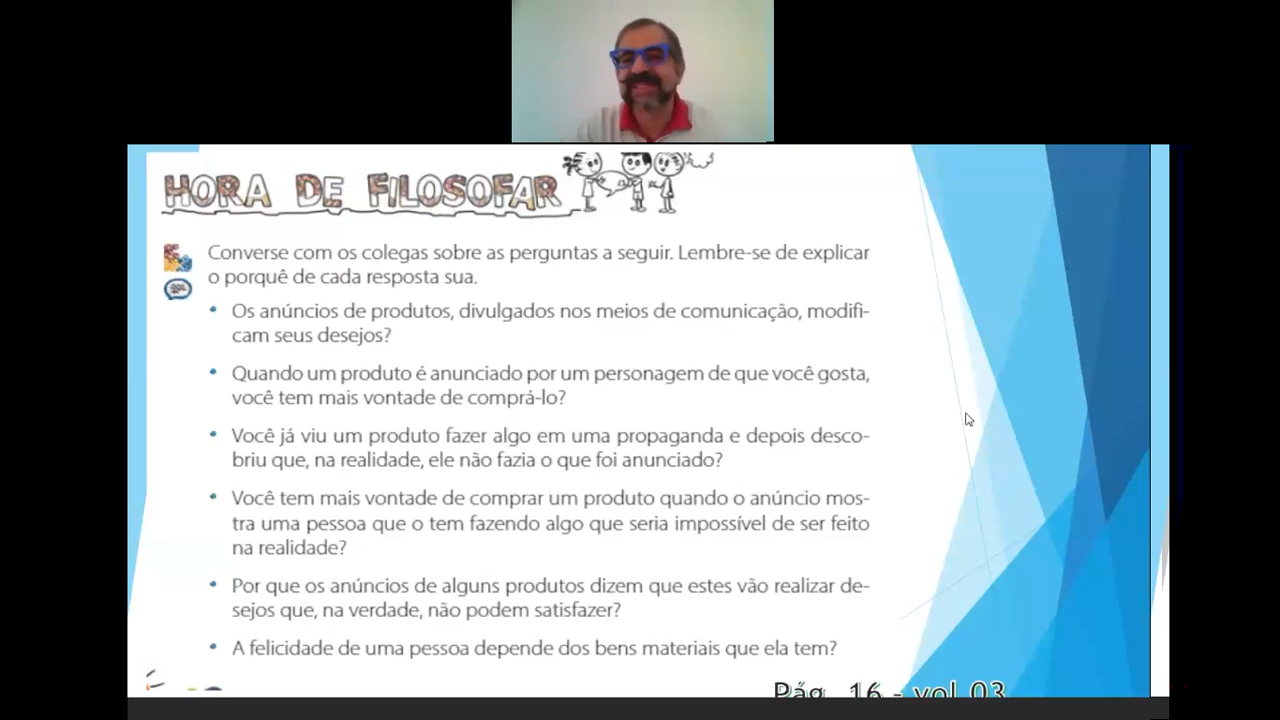 HORA DE FILOSOFAR
Converse com os colegas sobre as perguntas a seguir. Lembre-se de explicar
o porquê de cada resposta sua.
• Os anúncios de produtos, divulgados nos meios de comunicação, modifi-
cam seus desejos?
• Quando um produto é anunciado por um personagem de que você gosta,
você tem mais vontade de comprá-lo?
• Você já viu um produto fazer algo em uma propaganda e depois desco-
briu que, na realidade, ele não fazia o que foi anunciado?
• Você tem mais vontade de comprar um produto quando o anúncio mos-
tra uma pessoa que o tem fazendo algo que seria impossível de ser feito
na realidade?
• Por que os anúncios de alguns produtos dizem que estes vão realizar de-
sejos que, na verdade, não podem satisfazer?
• A felicidade de uma pessoa depende dos bens materiais que ela tem?
Pág. 16 - vol 03